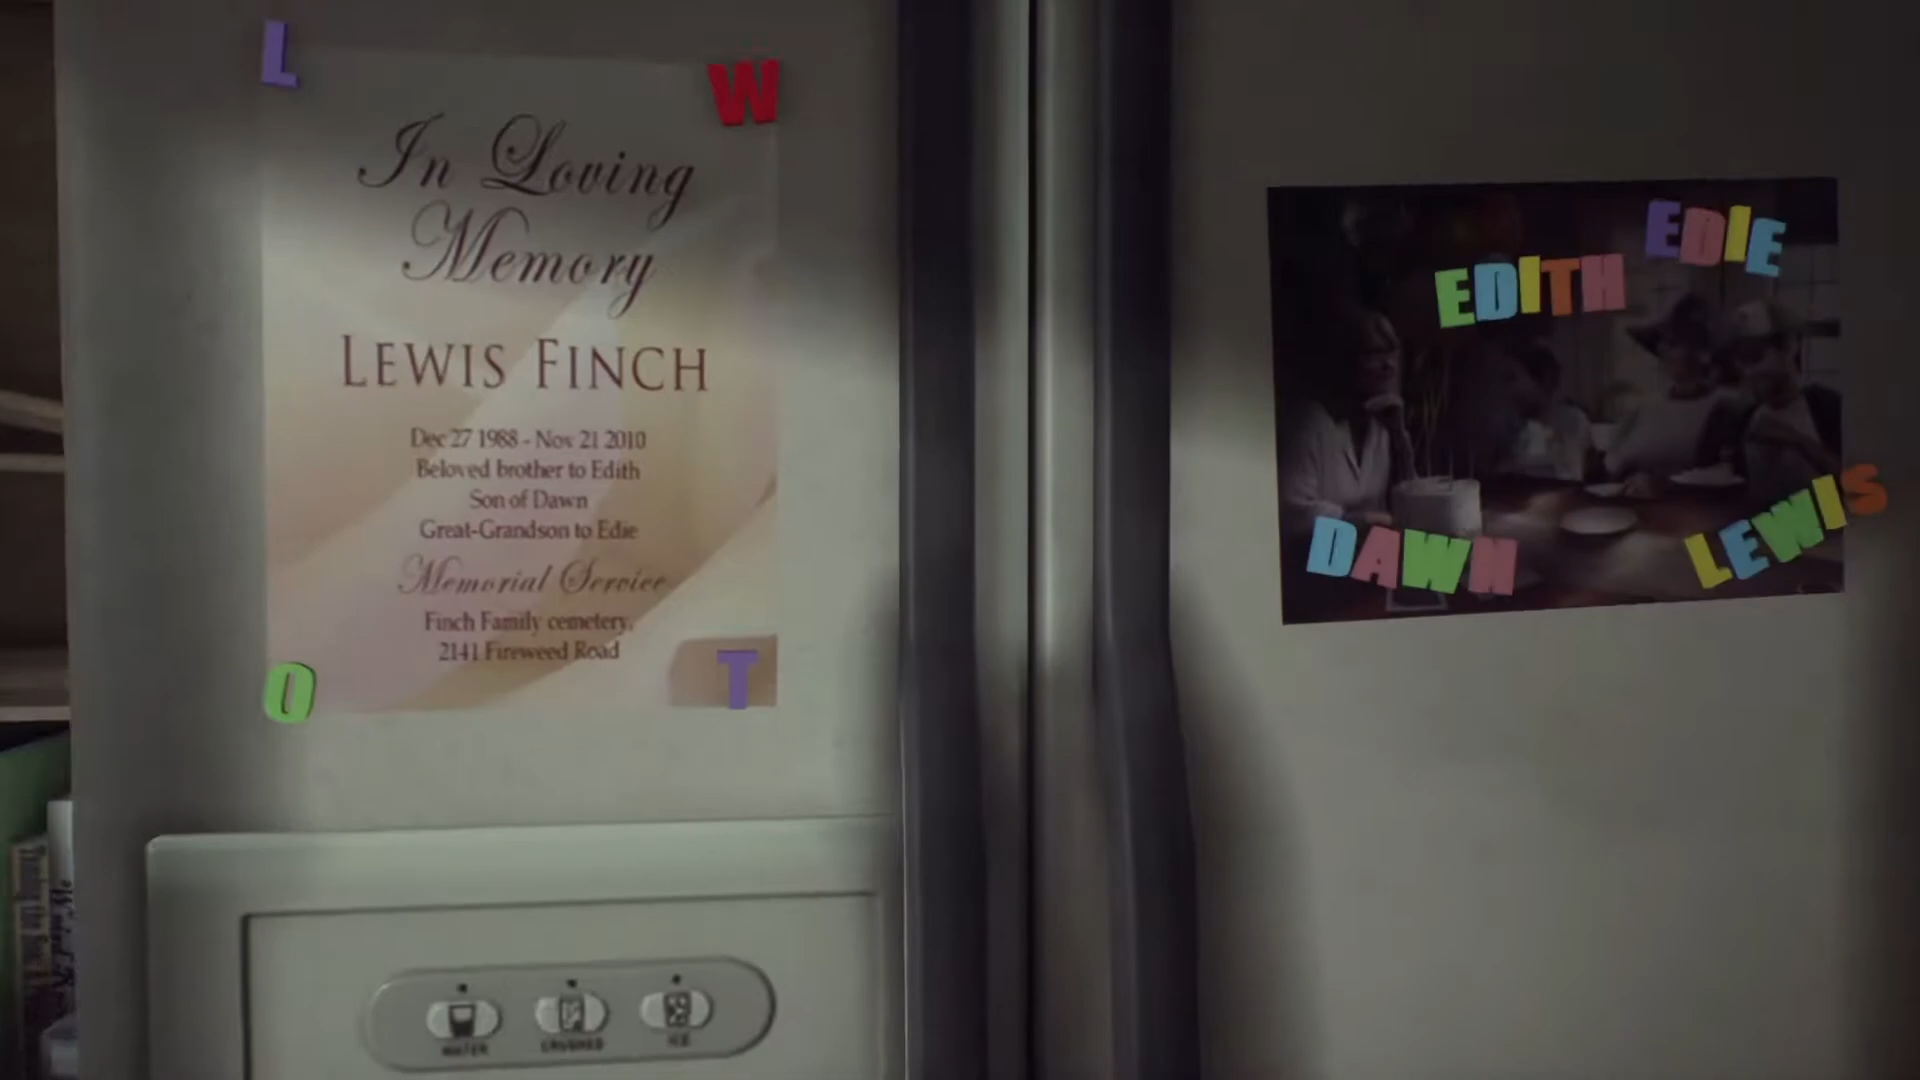 L
W
In Loving
Memory
LEWIS FINCH
Dec 27 1988 - Nov 21 2010
Beloved brother to Edith
Son of Dawn
Great-Grandson to Edie
Memorial Service
Finch Family cemetery,
2141 Fireweed Road
O
T
EDIE
EDITH
DAWN
LEWIS
WATER
CRUSHED
ICE